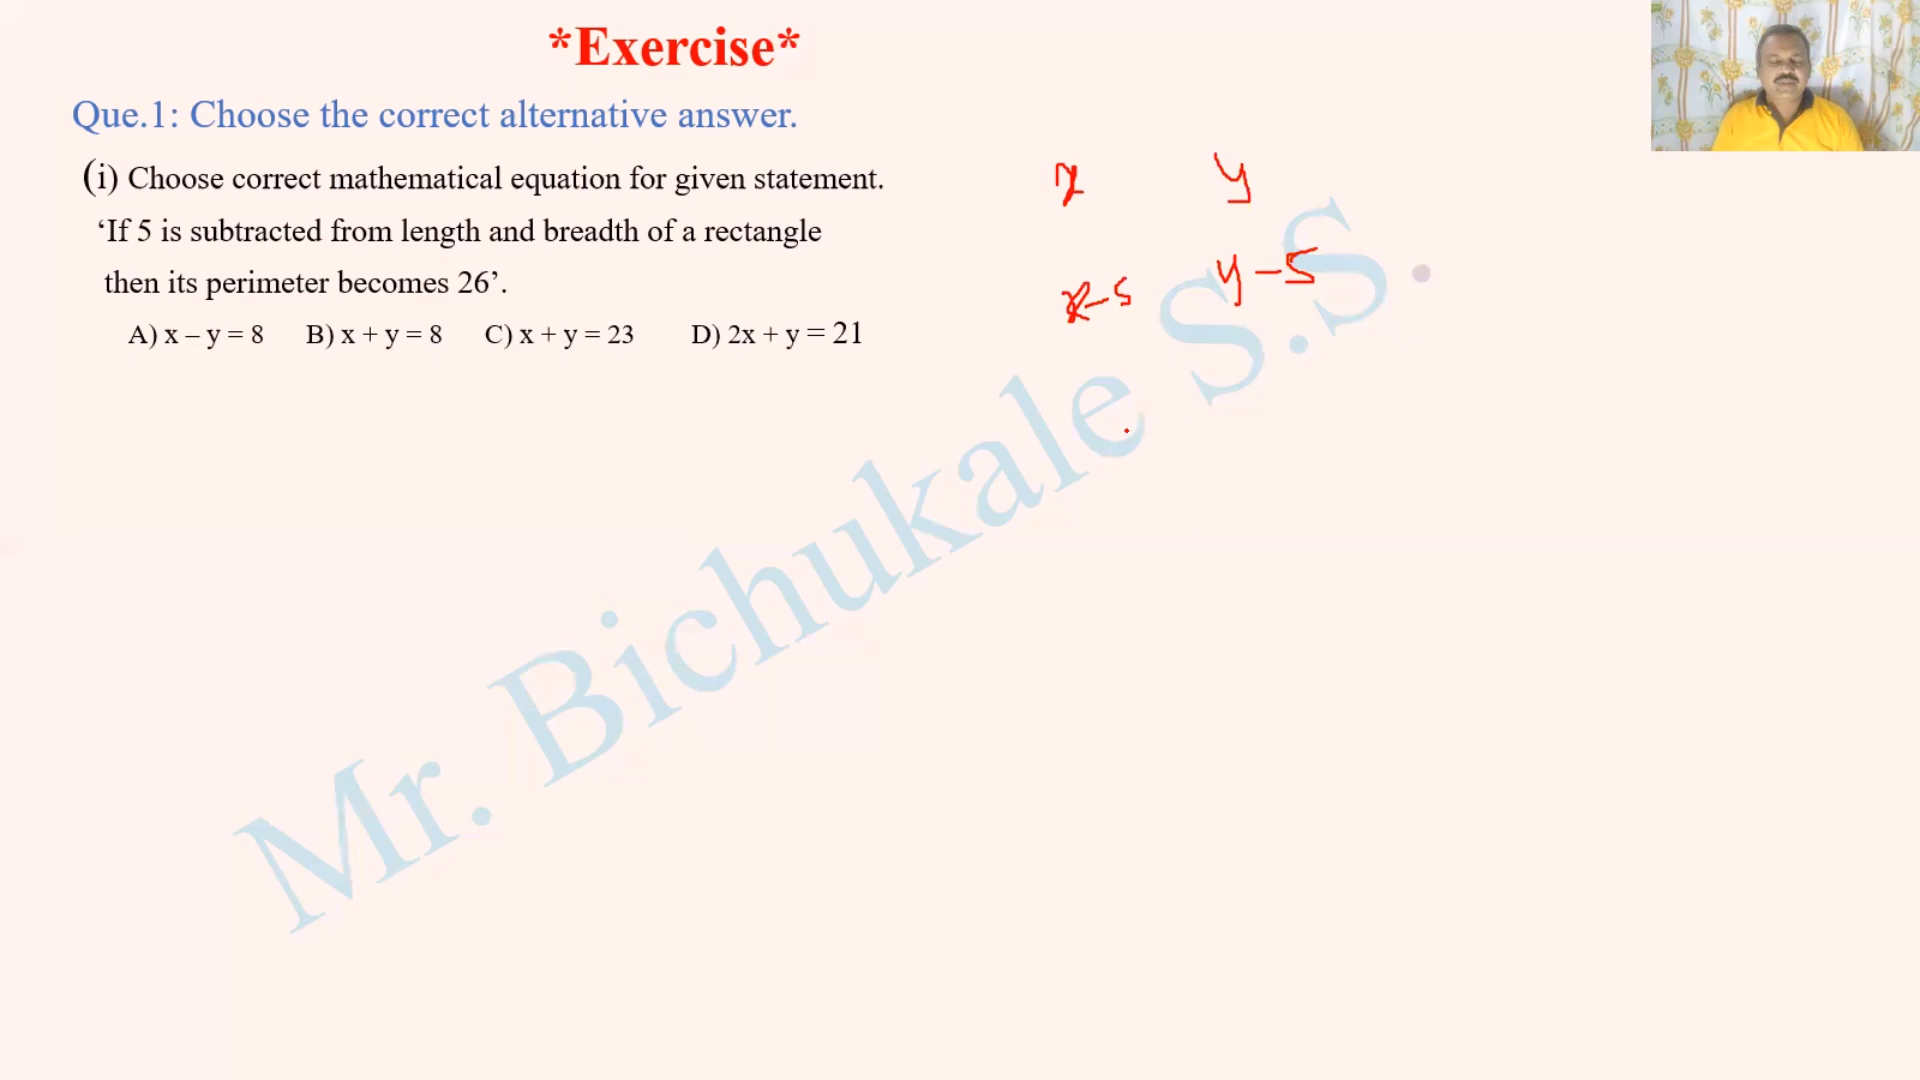 *Exercise*
Que.1: Choose the correct alternative answer.
(i) Choose correct mathematical equation for given statement.
‘If 5 is subtracted from length and breadth of a rectangle
then its perimeter becomes 26’.
A) x – y = 8 B) x + y = 8 C) x + y = 23 D) 2x + y = 21
x y
x-5 y-5
Mr. Bichukale S.S.